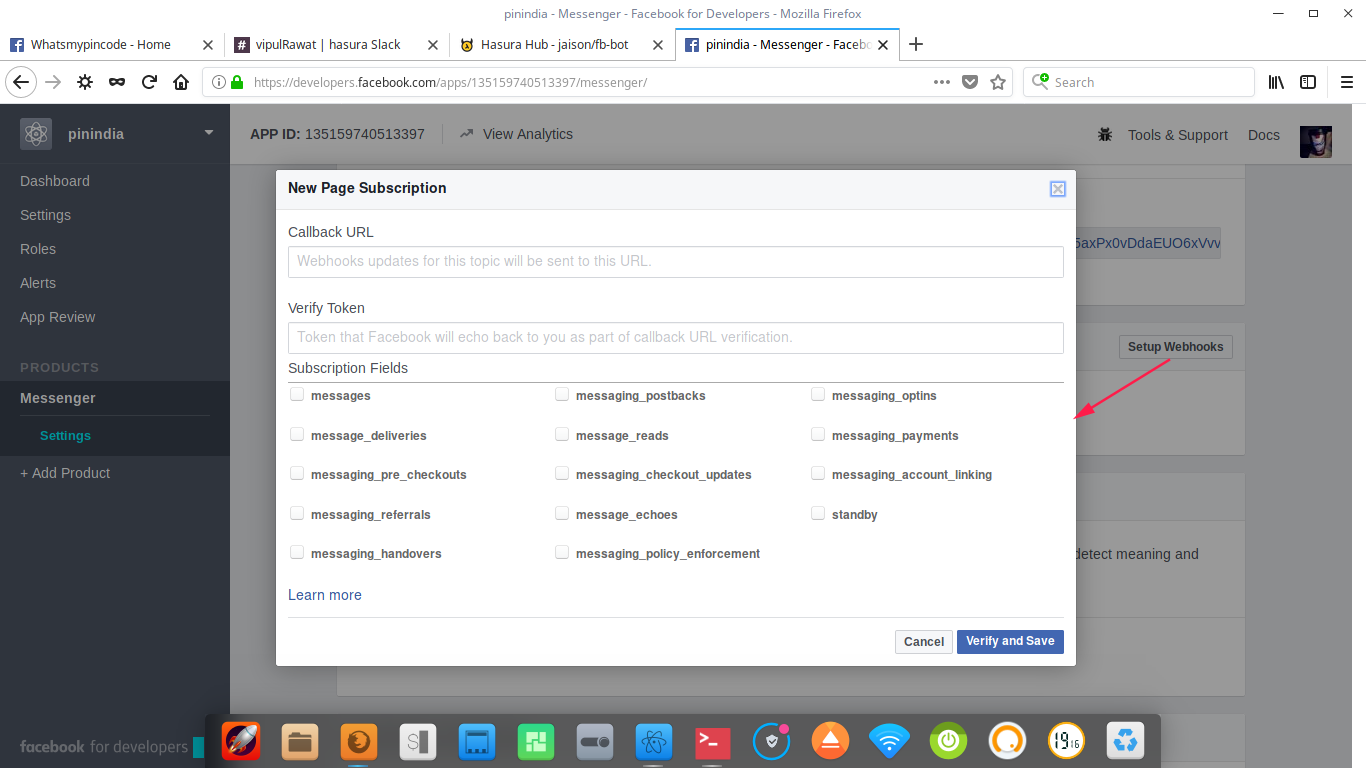 pinindia - Messenger - Facebook for Developers - Mozilla Firefox
Whatsmypincode - Home
vipulRawat | hasura Slack
Hasura Hub - jaison/fb-bot
pinindia - Messenger - Faceb
https://developers.facebook.com/apps/135159740513397/messenger/
Search
pinindia
APP ID: 135159740513397
View Analytics
Tools & Support
Docs
Dashboard
Settings
Roles
Alerts
App Review
PRODUCTS
Messenger
Settings
+ Add Product
facebook for developers
New Page Subscription
Callback URL
Webhooks updates for this topic will be sent to this URL.
Verify Token
Token that Facebook will echo back to you as part of callback URL verification.
Subscription Fields
messages
messaging_postbacks
messaging_optins
message_deliveries
message_reads
messaging_payments
messaging_pre_checkouts
messaging_checkout_updates
messaging_account_linking
messaging_referrals
message_echoes
standby
messaging_handovers
messaging_policy_enforcement
Learn more
Cancel
Verify and Save
5axPx0vDdaEUO6xVvv
Setup Webhooks
detect meaning and
S
19 16